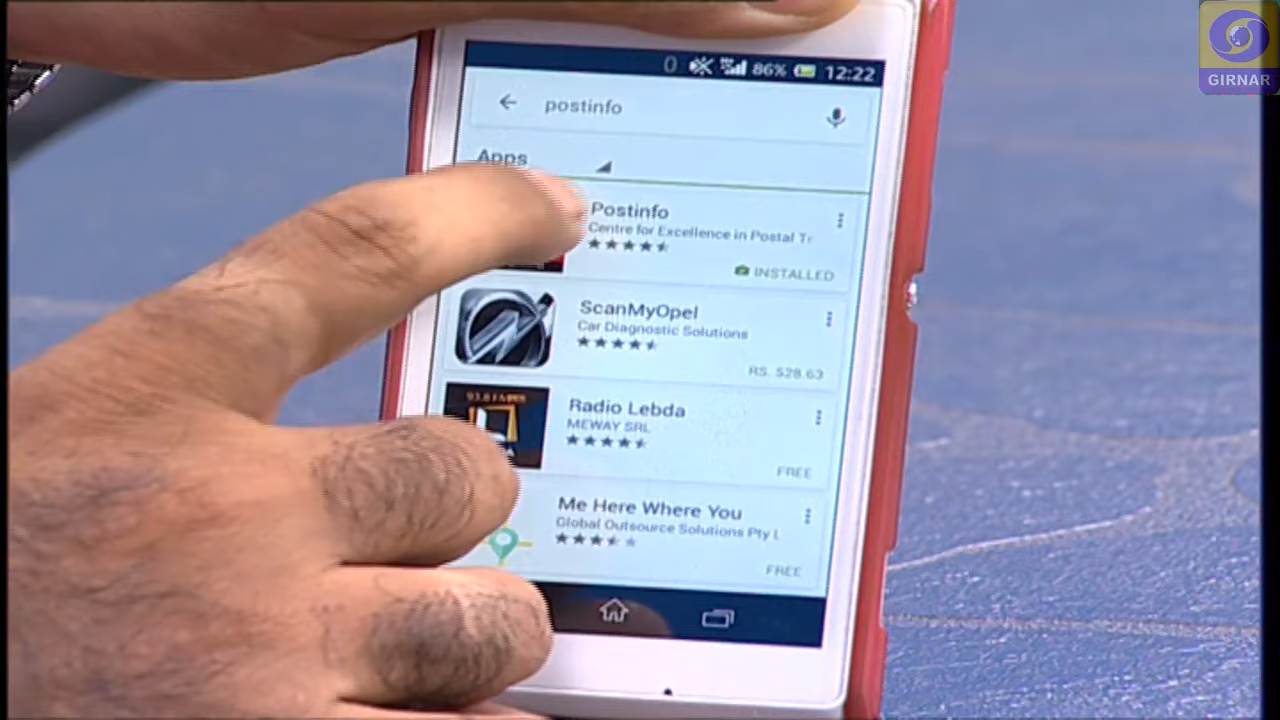 GIRNAR
86% 12:22
postinfo
Apps
Postinfo
Centre for Excellence in Postal
INSTALLED
ScanMyOpel
Car Diagnostic Solutions
RS. 528.63
Radio Lebda
MEWAY SRL
FREE
Me Here Where You
Global Outsource Solutions Pty L
FREE